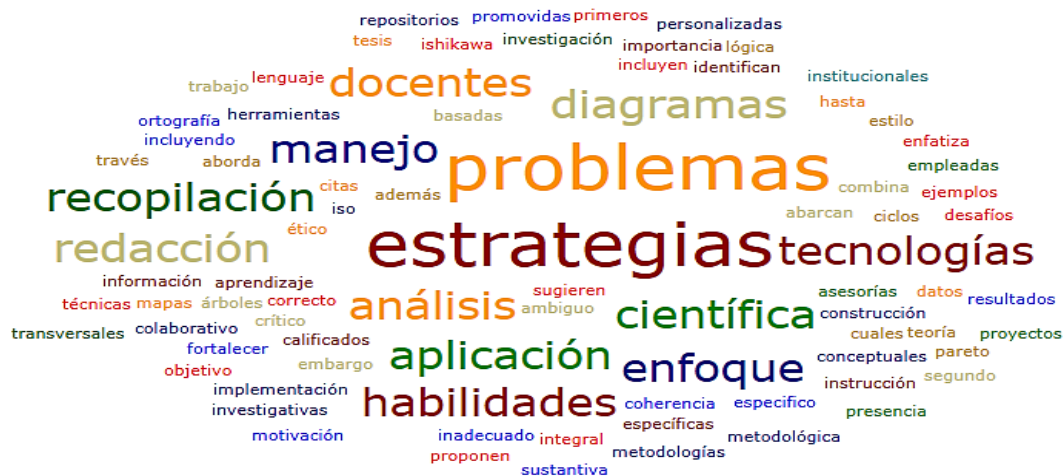 repositorios promovidas primeros personalizadas
tesis ishikawa investigación importancia lógica
lenguaje docentes incluyen identifican institucionales
trabajo diagramas hasta
ortografía herramientas basadas estilo
incluyendo manejo problemas enfatiza
través aborda empleadas
recopilación citas además combina ejemplos
iso abarcan ciclos desafíos
redacción ético estrategias tecnologías
información aprendizaje sugieren asesorías datos resultados
técnicas mapas árboles correcto análisis ambiguo científica construcción
transversales colaborativo crítico cuales teoría proyectos
fortalecer calificados aplicación enfoque conceptuales pareto
objetivo embargo segundo
implementación habilidades instrucción
investigativas coherencia especifico presencia
motivación inadecuado integral específicas metodológica
proponen metodologías
sustantiva